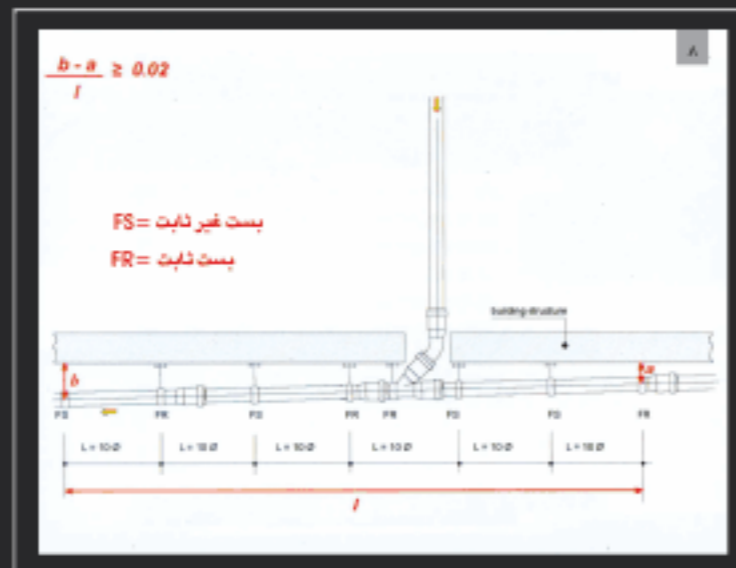 ٨
b - a
l
≥ 0.02
FS= بست غیر ثابت
FR= بست ثابت
building structure
b
a
FS FR FS FR FR FS FS FR
L = 10 Ø L = 10 Ø L = 10 Ø L = 10 Ø L = 10 Ø L = 10 Ø
l